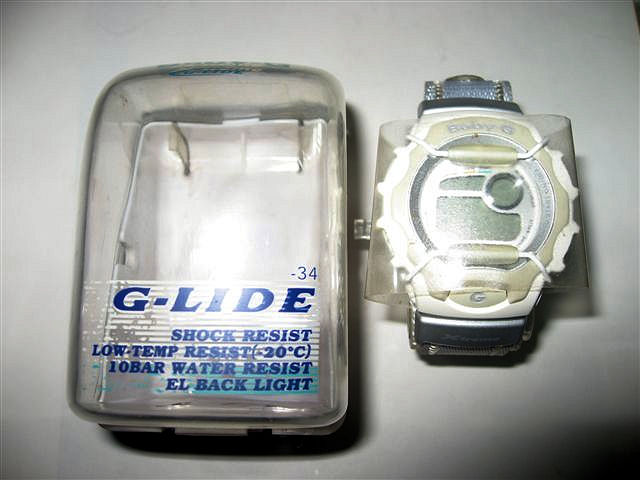 -34
G-LIDE
SHOCK RESIST
LOW-TEMP RESIST(-20°C)
10BAR WATER RESIST
EL BACK LIGHT
Baby-G
G